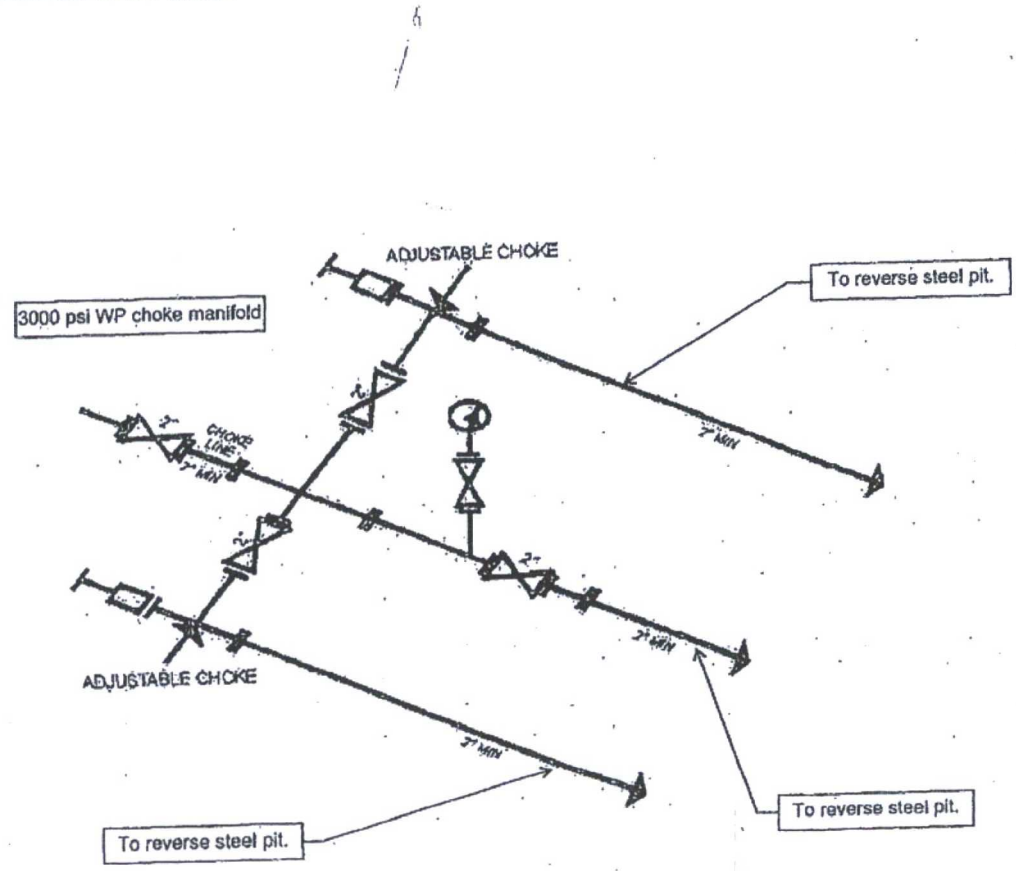 ADJUSTABLE CHOKE
To reverse steel pit.
3000 psi WP choke manifold
2"
2"
CHOKE
LINE
2" MIN
2" MIN
2"
2"
2" MIN
ADJUSTABLE CHOKE
2" MIN
To reverse steel pit.
To reverse steel pit.